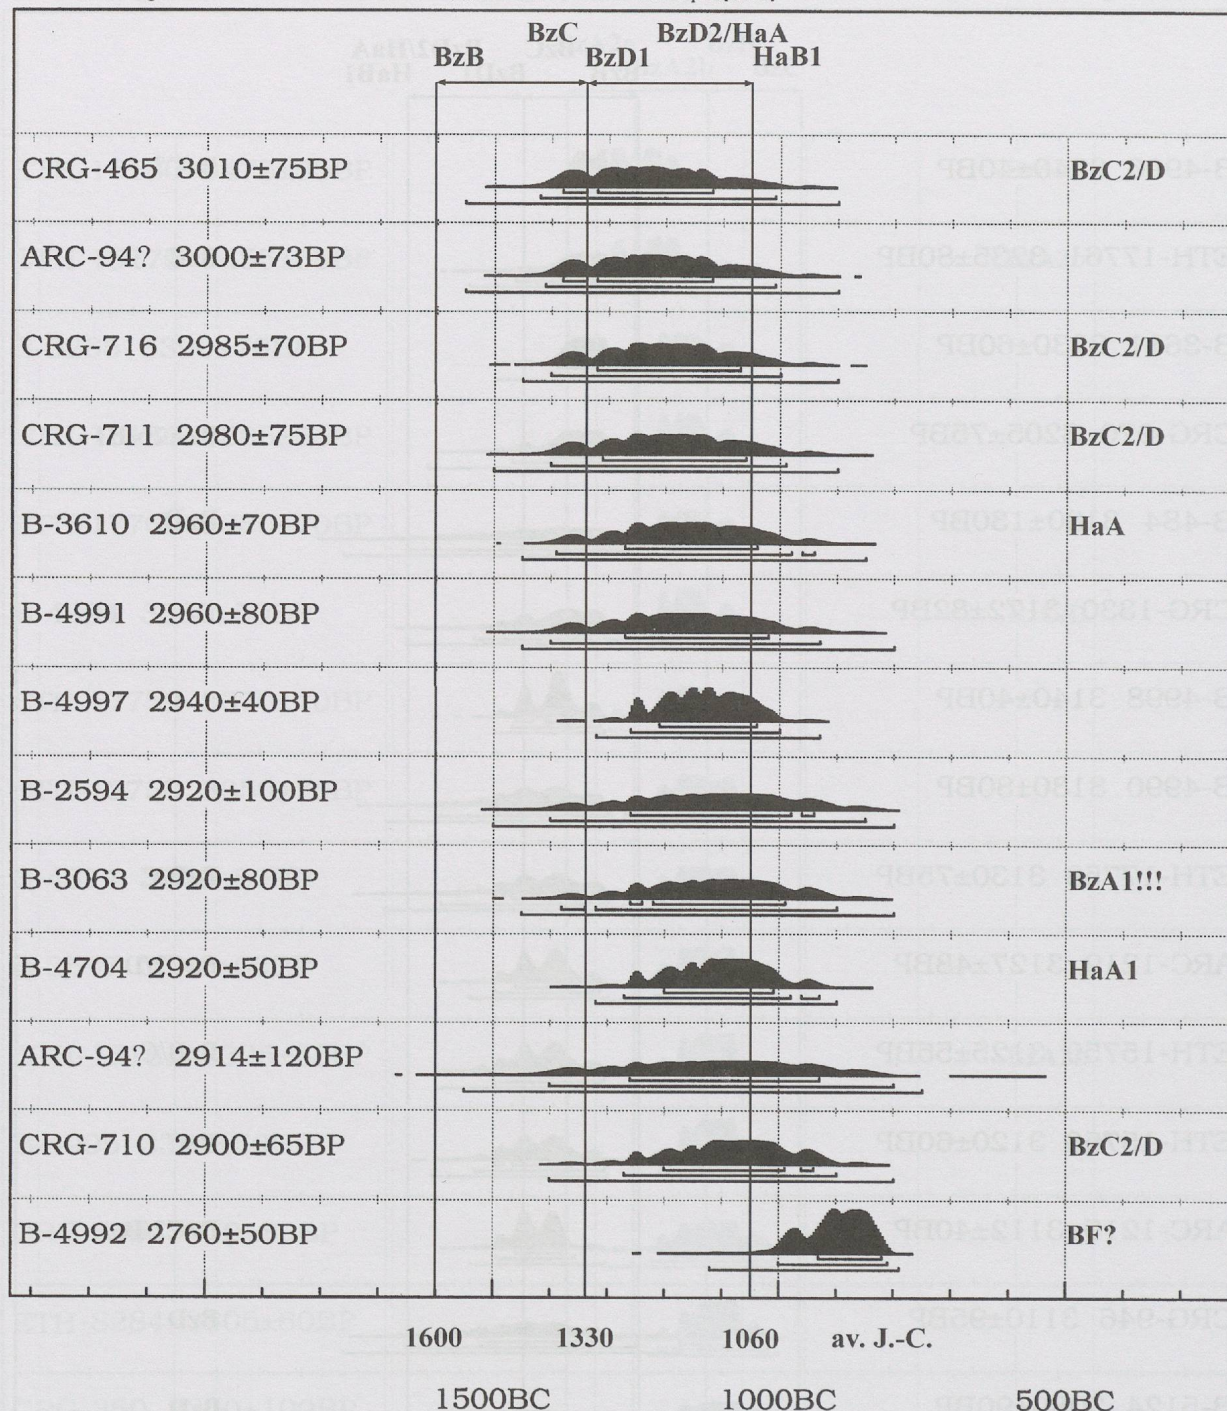 BzC BzD2/HaA
BzB BzD1 HaB1
CRG-465 3010±75BP BzC2/D
ARC-94? 3000±73BP
CRG-716 2985±70BP BzC2/D
CRG-711 2980±75BP BzC2/D
B-3610 2960±70BP HaA
B-4991 2960±80BP
B-4997 2940±40BP
B-2594 2920±100BP
B-3063 2920±80BP BzA1!!!
B-4704 2920±50BP HaA1
ARC-94? 2914±120BP
CRG-710 2900±65BP BzC2/D
B-4992 2760±50BP BF?
1600 1330 1060 av. J.-C.
1500BC 1000BC 500BC